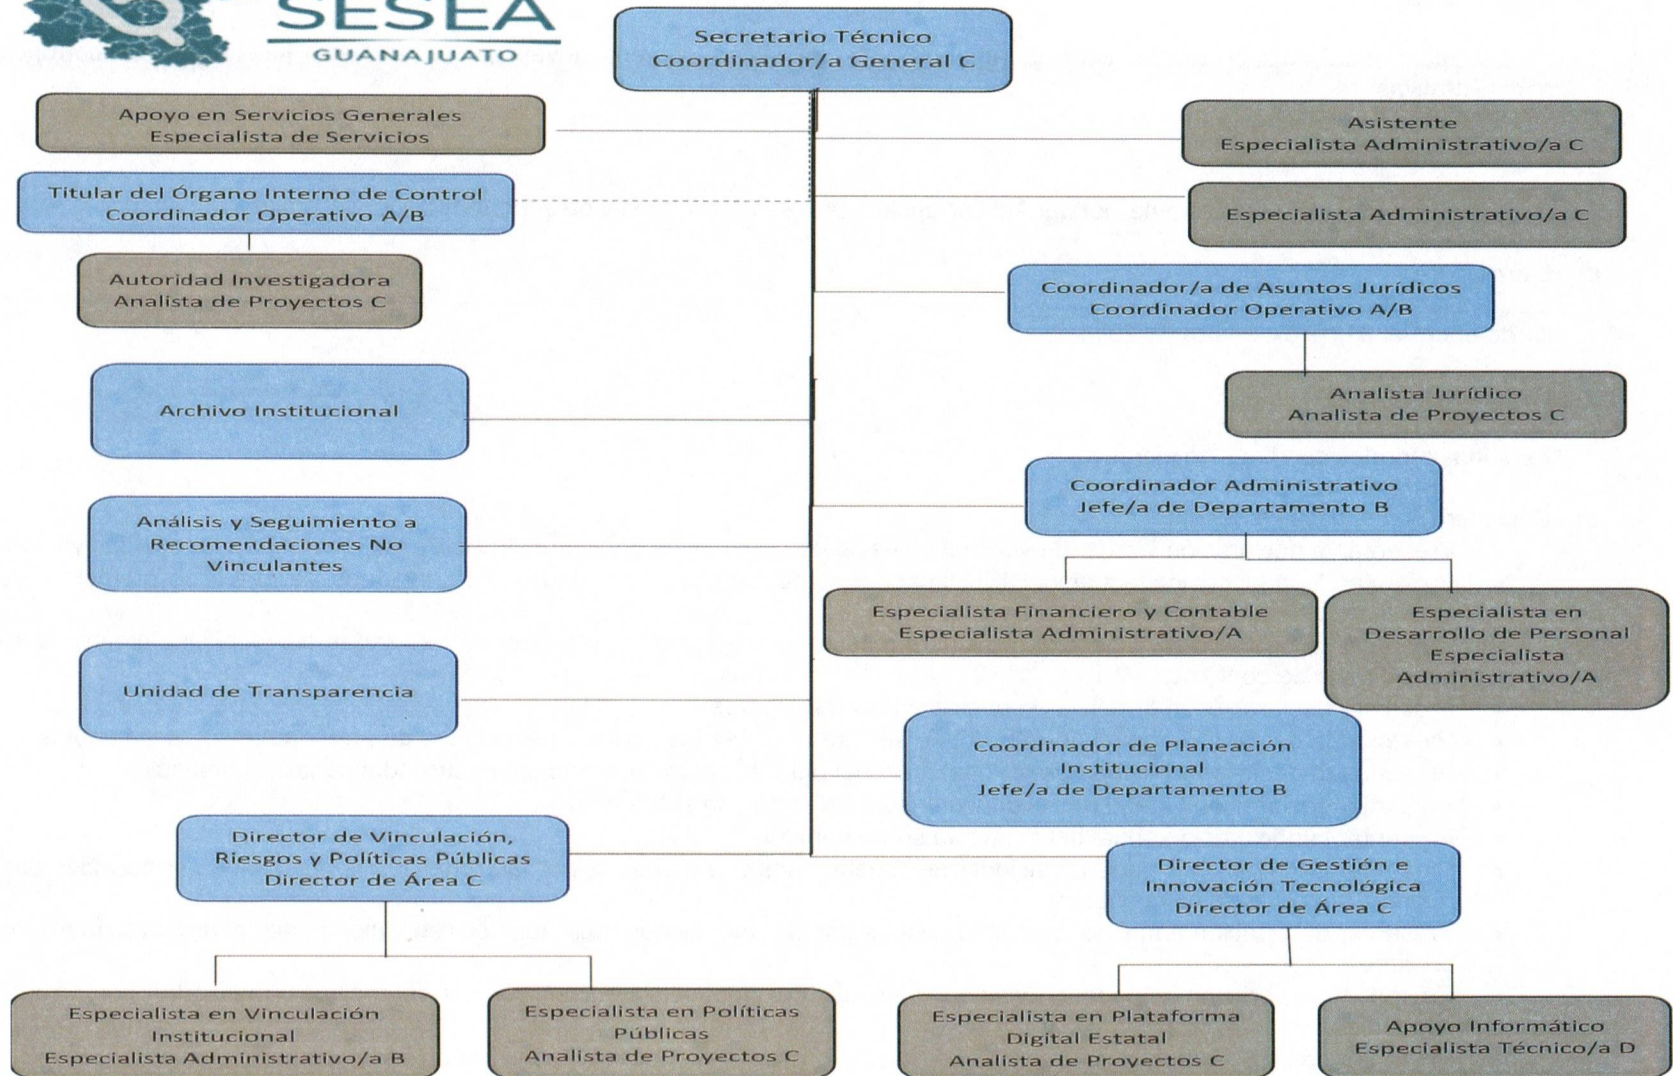 SESEA
GUANAJUATO
Secretario Técnico
Coordinador/a General C
Apoyo en Servicios Generales
Especialista de Servicios
Asistente
Especialista Administrativo/a C
Titular del Órgano Interno de Control
Coordinador Operativo A/B
Especialista Administrativo/a C
Autoridad Investigadora
Analista de Proyectos C
Coordinador/a de Asuntos Jurídicos
Coordinador Operativo A/B
Archivo Institucional
Analista Jurídico
Analista de Proyectos C
Coordinador Administrativo
Jefe/a de Departamento B
Análisis y Seguimiento a
Recomendaciones No
Vinculantes
Especialista Financiero y Contable
Especialista Administrativo/A
Especialista en
Desarrollo de Personal
Especialista
Administrativo/A
Unidad de Transparencia
Coordinador de Planeación
Institucional
Jefe/a de Departamento B
Director de Vinculación,
Riesgos y Políticas Públicas
Director de Área C
Director de Gestión e
Innovación Tecnológica
Director de Área C
Especialista en Vinculación
Institucional
Especialista Administrativo/a B
Especialista en Políticas
Públicas
Analista de Proyectos C
Especialista en Plataforma
Digital Estatal
Analista de Proyectos C
Apoyo Informático
Especialista Técnico/a D